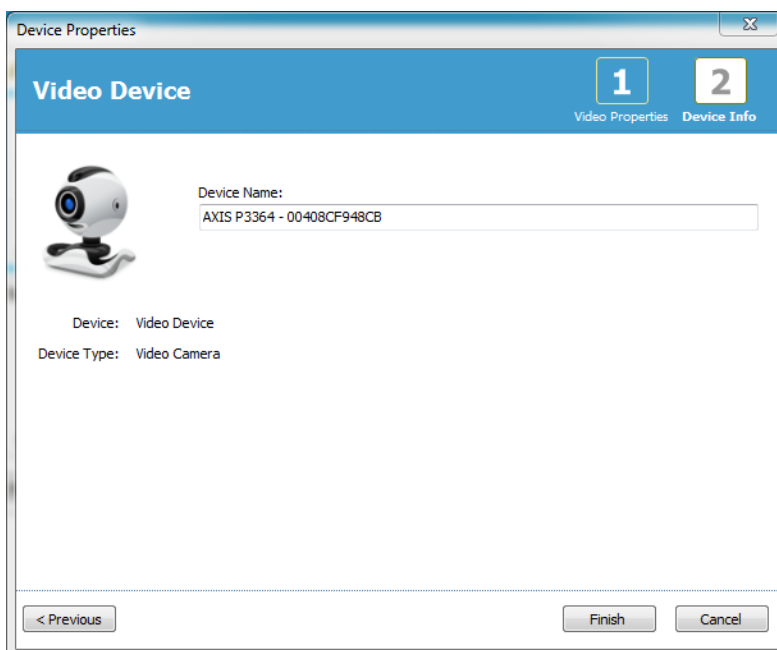 Device Properties
Video Device
1
2
Video Properties
Device Info
Device Name:
AXIS P3364 - 00408CF948CB
Device: Video Device
Device Type: Video Camera
< Previous
Finish
Cancel